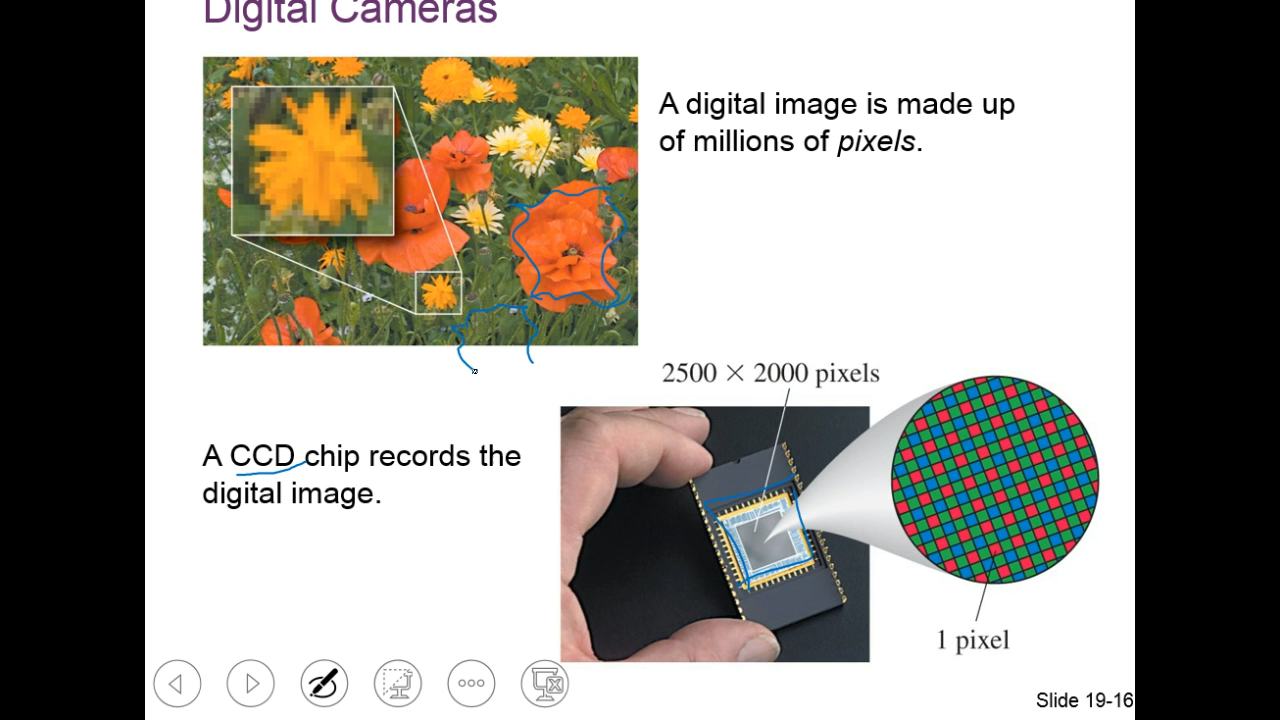 Digital Cameras
A digital image is made up
of millions of pixels.
2500 × 2000 pixels
A CCD chip records the
digital image.
1 pixel
Slide 19-16